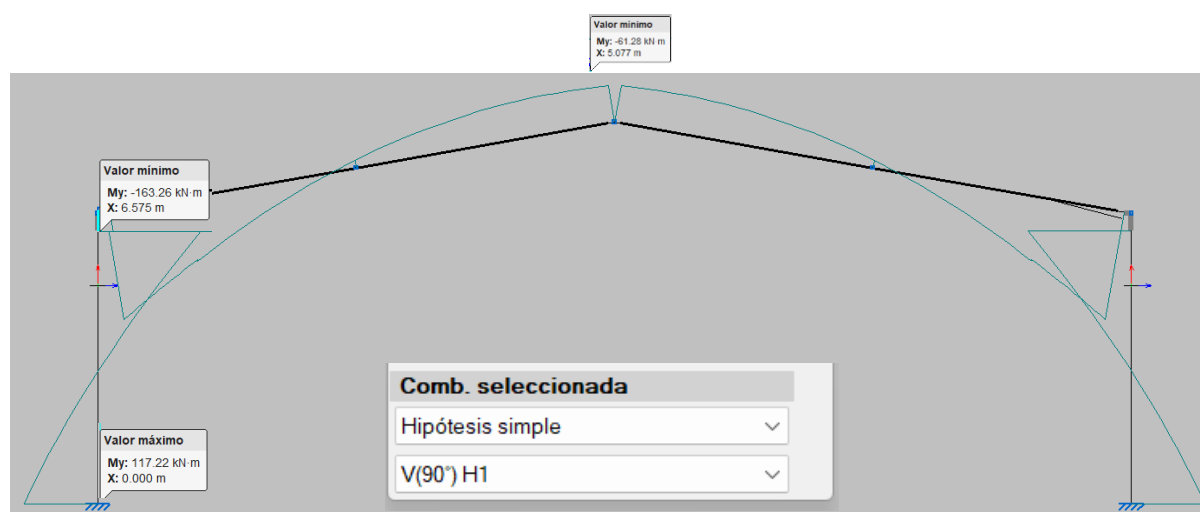 Valor mínimo
My: -61.28 kN·m
X: 5.077 m
Valor mínimo
My: -163.26 kN·m
X: 6.575 m
Comb. seleccionada
Hipótesis simple
V(90°) H1
Valor máximo
My: 117.22 kN·m
X: 0.000 m